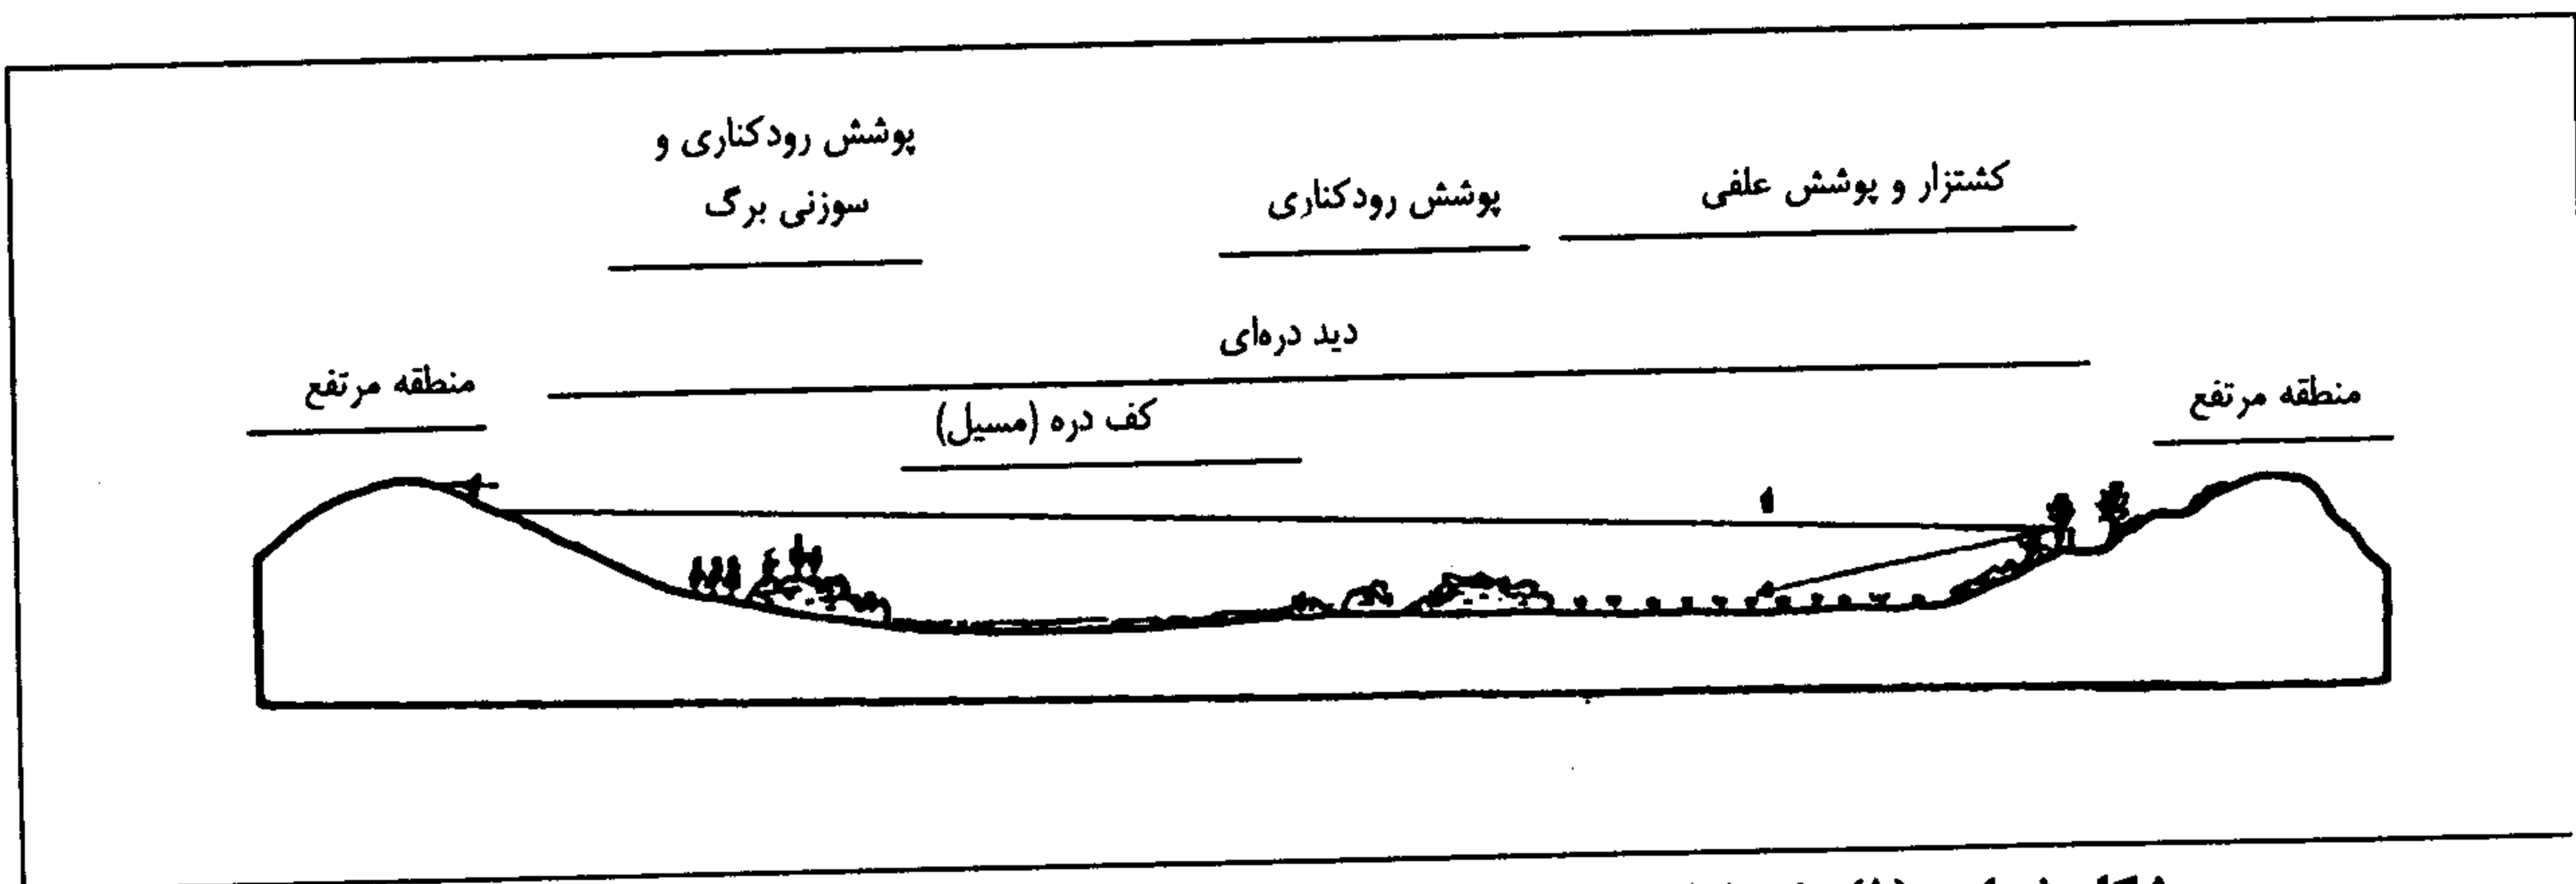 پوشش رودکناری و
سوزنی برگ
پوشش رودکناری
کشتزار و پوشش علفی
دید دره‌ای
منطقه مرتفع
کف دره (مسیل)
منطقه مرتفع